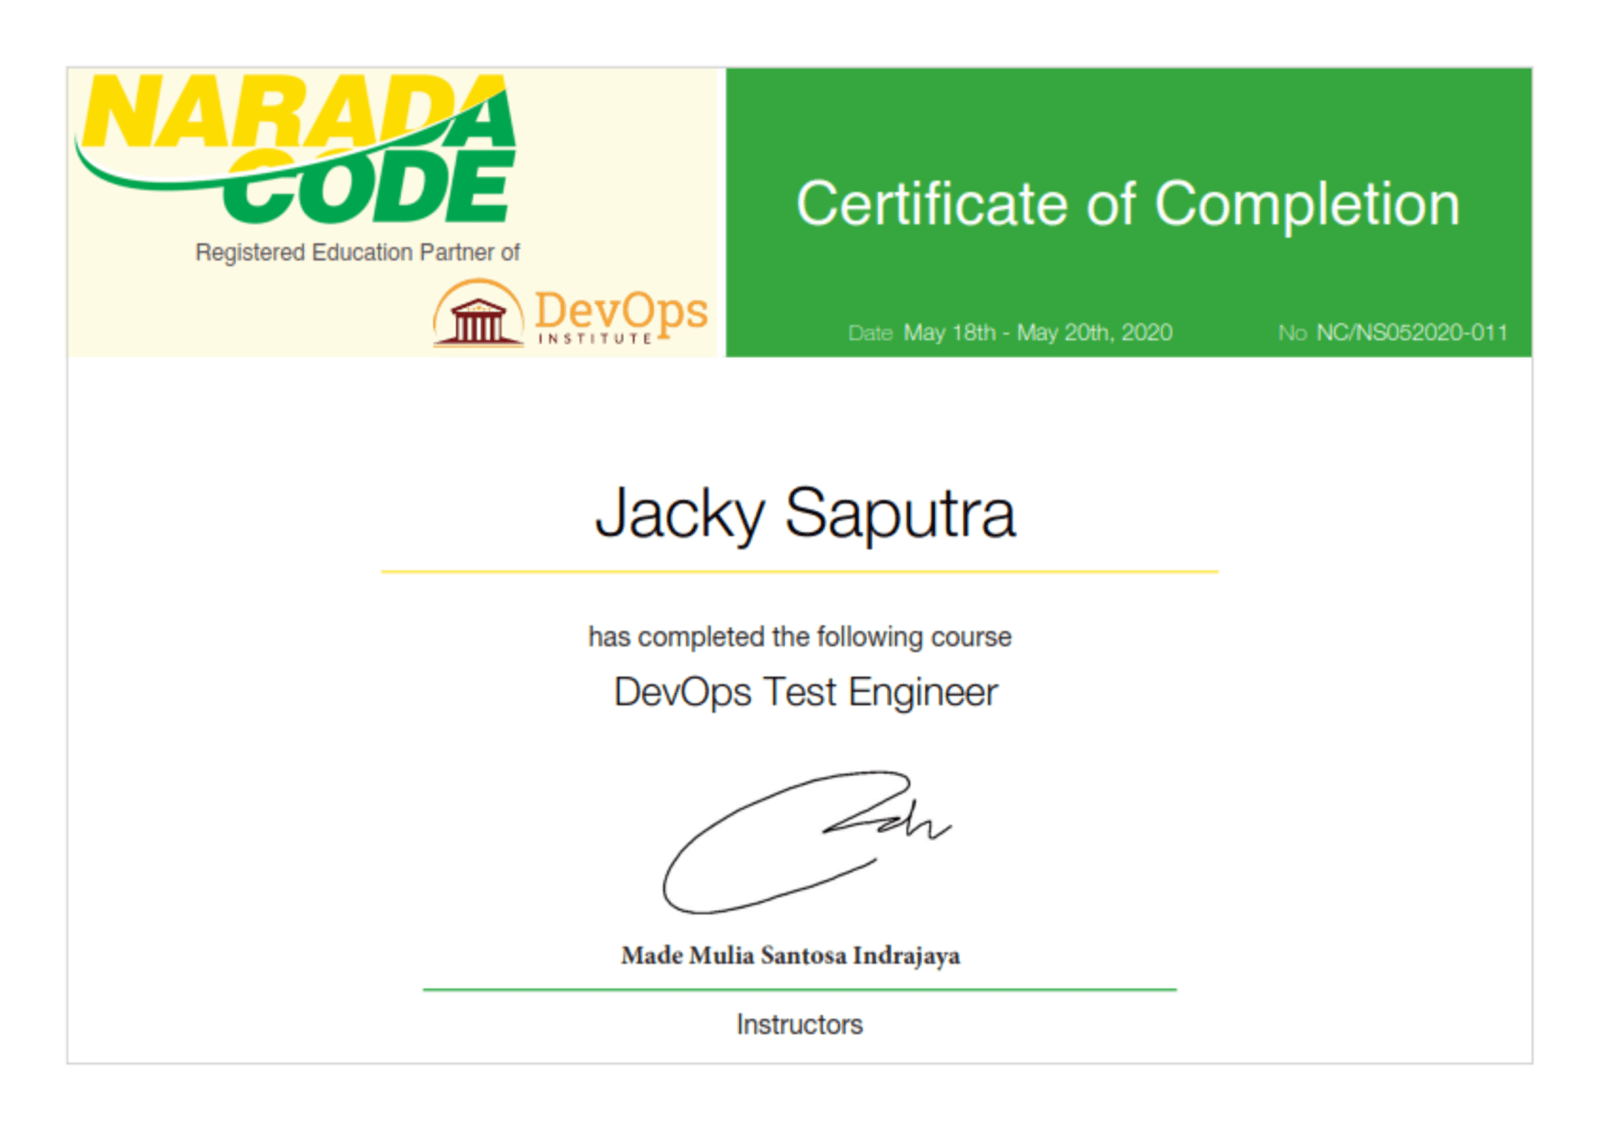 NARADA
CODE
Registered Education Partner of
DevOps
INSTITUTE
Certificate of Completion
Date May 18th - May 20th, 2020
No NC/NS052020-011
Jacky Saputra
has completed the following course
DevOps Test Engineer
Made Mulia Santosa Indrajaya
Instructors